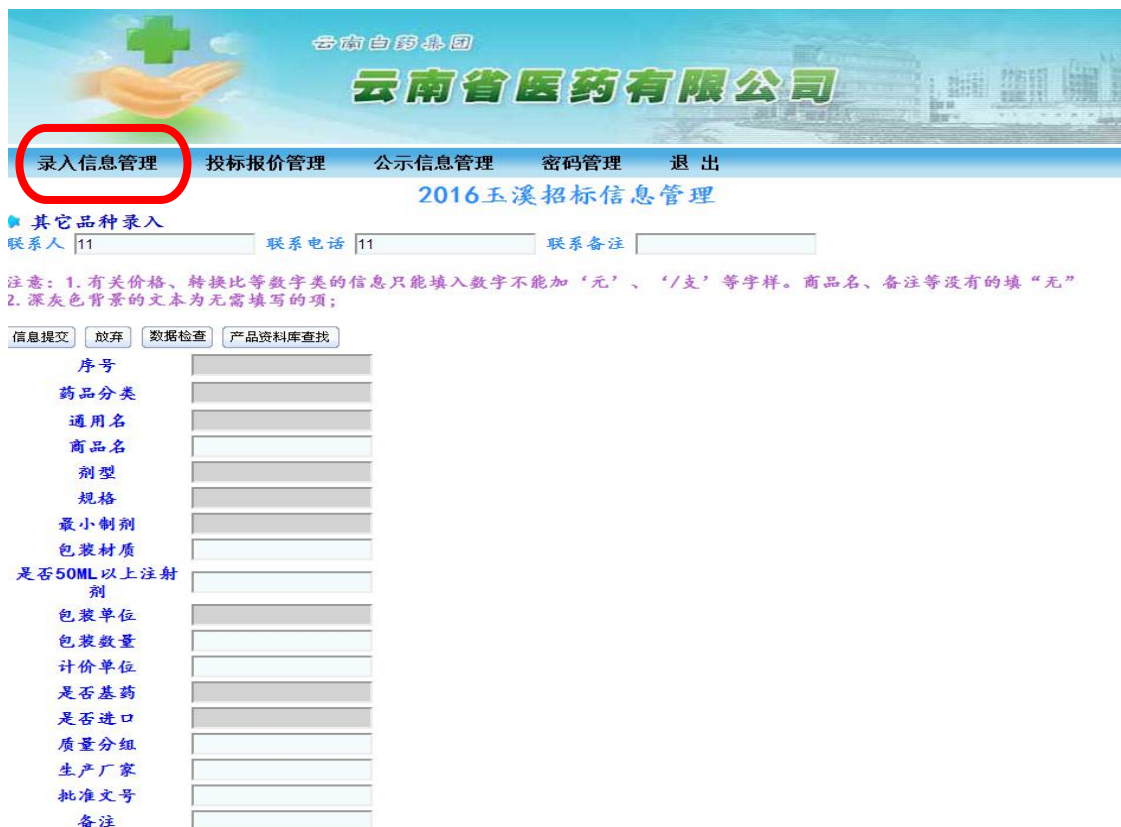 云南白药集团
云南省医药有限公司
录入信息管理 投标报价管理 公示信息管理 密码管理 退 出
2016玉溪招标信息管理
其它品种录入
联系人 11 联系电话 11 联系备注
注意：1.有关价格、转换比等数字类的信息只能填入数字不能加‘元’、‘/支’等字样。商品名、备注等没有的填“无”
2.深灰色背景的文本为无需填写的项；
信息提交 放弃 数据检查 产品资料库查找
序号
药品分类
通用名
商品名
剂型
规格
最小制剂
包装材质
是否50ML以上注射
剂
包装单位
包装数量
计价单位
是否基药
是否进口
质量分组
生产厂家
批准文号
备注